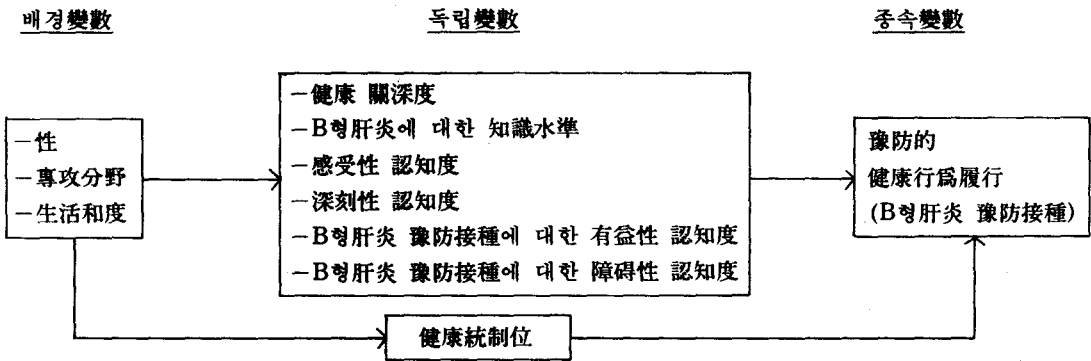 배경變數
독립變數
종속變數
－性
－專攻分野
－生活和度
－健康 關深度
－B형肝炎에 대한 知識水準
－感受性 認知度
－深刻性 認知度
－B형肝炎 豫防接種에 대한 有益性 認知度
－B형肝炎 豫防接種에 대한 障碍性 認知度
豫防的
健康行爲履行
(B형肝炎 豫防接種)
健康統制位